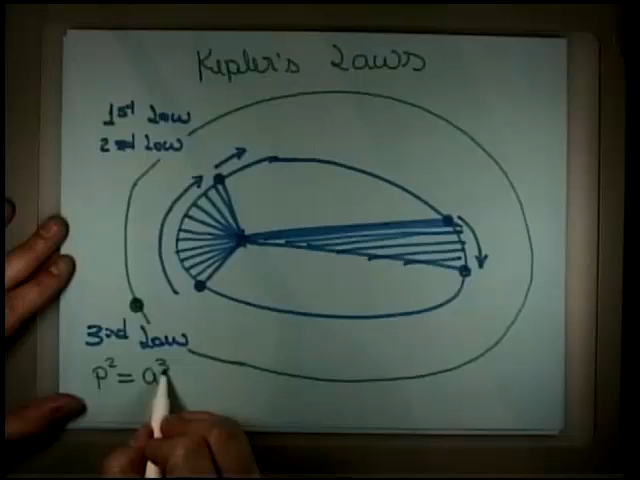 Kepler's Laws
1st Law
2nd Law
3rd Law
p² = a³